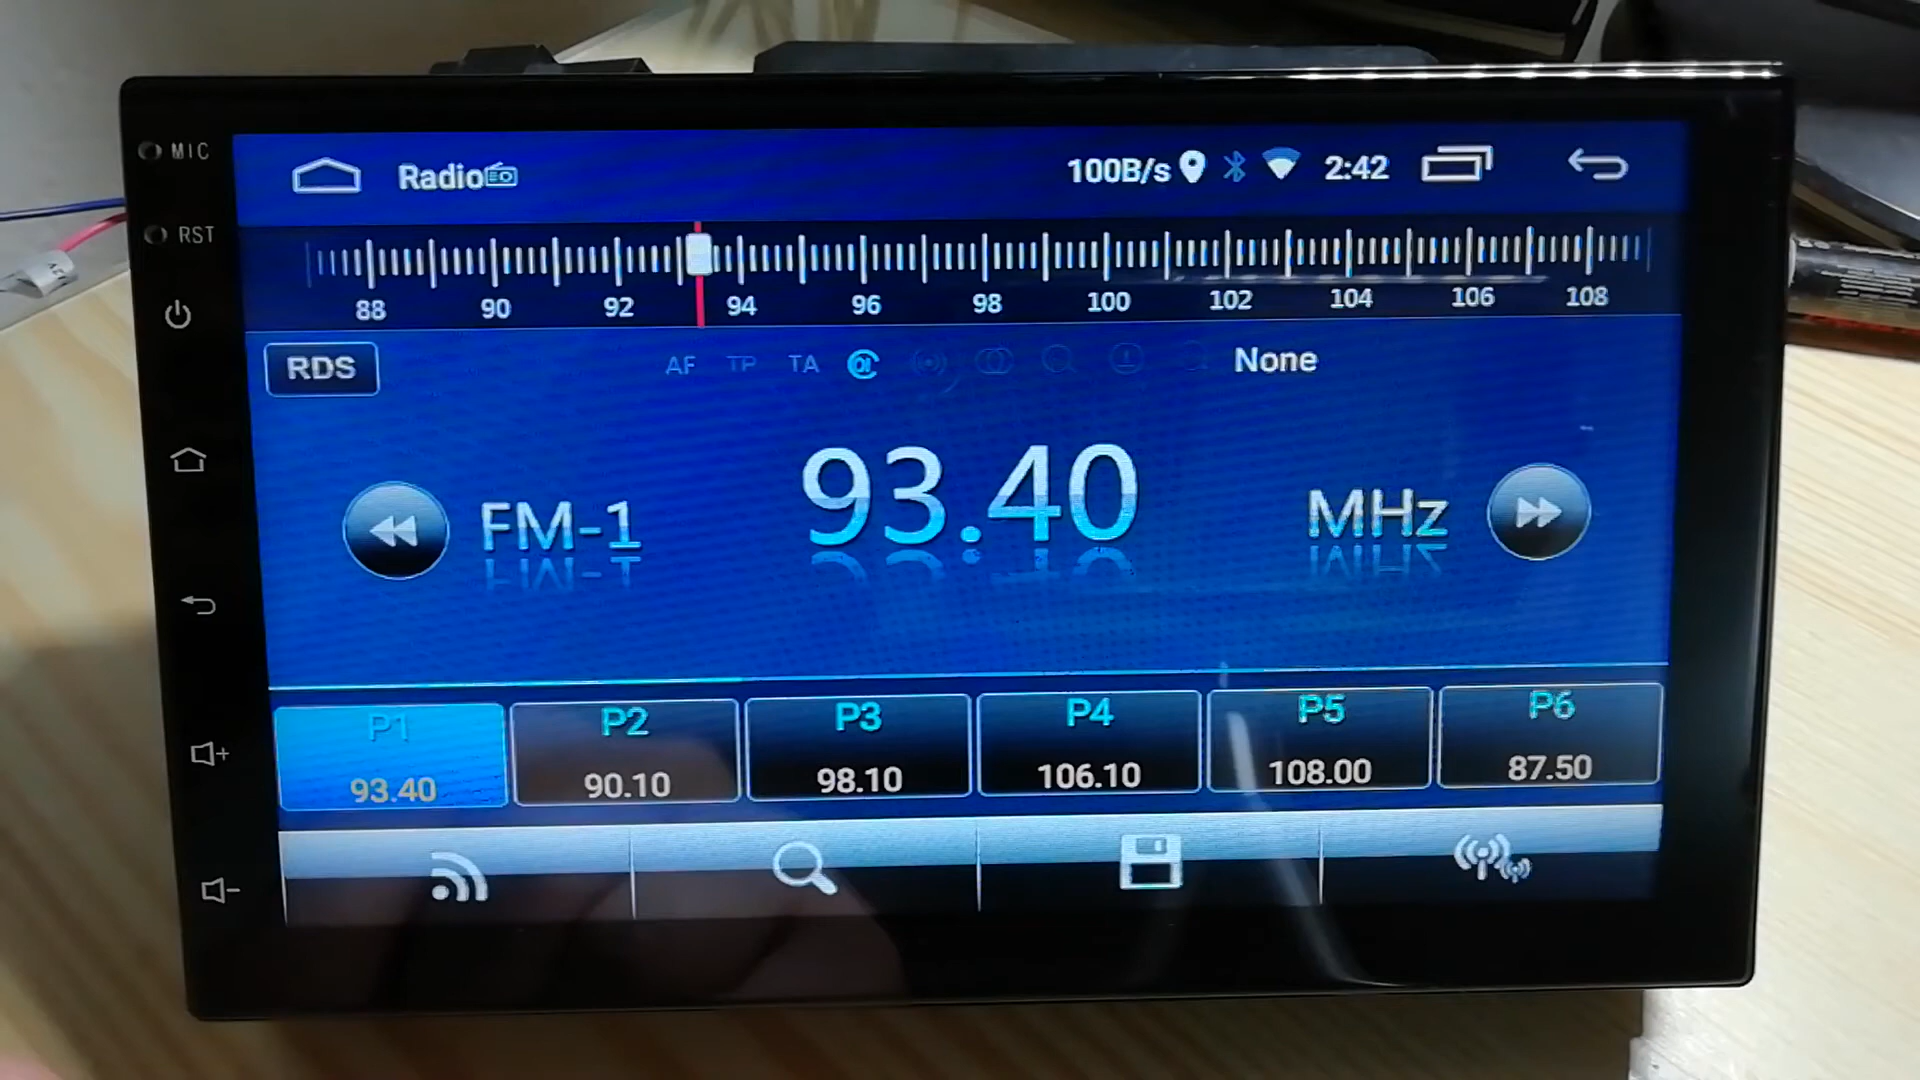 MIC
Radio 100B/s 2:42
RST
88 90 92 94 96 98 100 102 104 106 108
RDS AF TP TA None
FM-1 93.40 MHz
P1 P2 P3 P4 P5 P6
93.40 90.10 98.10 106.10 108.00 87.50